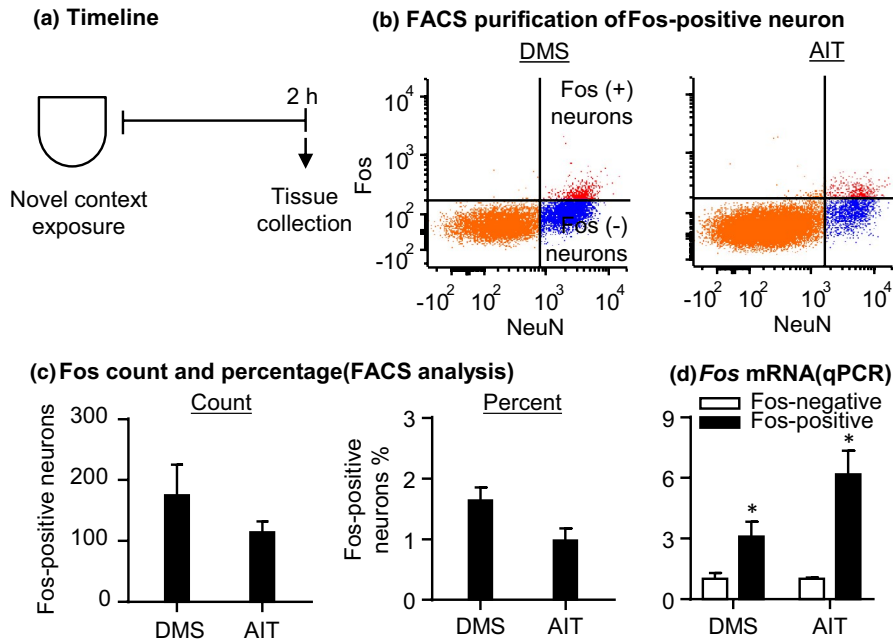 (a) Timeline
2 h
Novel context
exposure
Tissue
collection
(b) FACS purification of Fos-positive neuron
DMS
AIT
Fos
10^4
10^3
10^2
-10^2
Fos (+)
neurons
Fos (-)
neurons
-10^2 10^2 10^3 10^4
NeuN
-10^2 10^2 10^3 10^4
NeuN
(c) Fos count and percentage(FACS analysis)
Count
Fos-positive neurons
300
200
100
0
DMS AIT
Percent
Fos-positive
neurons %
3
2
1
0
DMS AIT
(d) Fos mRNA(qPCR)
Fos-negative
Fos-positive
9
6
3
0
*
*
DMS AIT